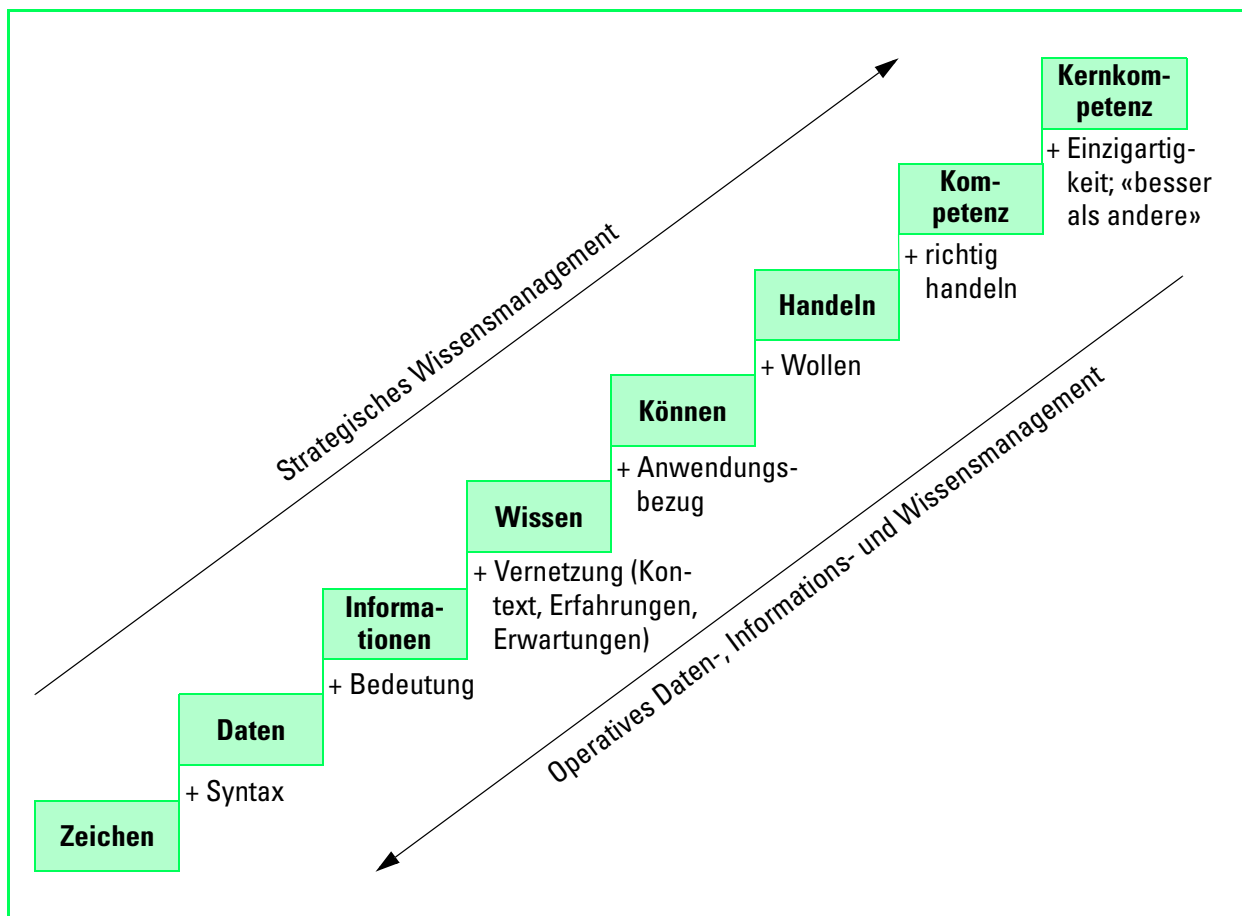 Kernkom-
petenz
+ Einzigartig-
keit; «besser
als andere»
Kom-
petenz
+ richtig
handeln
Handeln
+ Wollen
Können
+ Anwendungs-
bezug
Wissen
+ Vernetzung (Kon-
text, Erfahrungen,
Erwartungen)
Informa-
tionen
+ Bedeutung
Daten
+ Syntax
Zeichen
Strategisches Wissensmanagement
Operatives Daten-, Informations- und Wissensmanagement